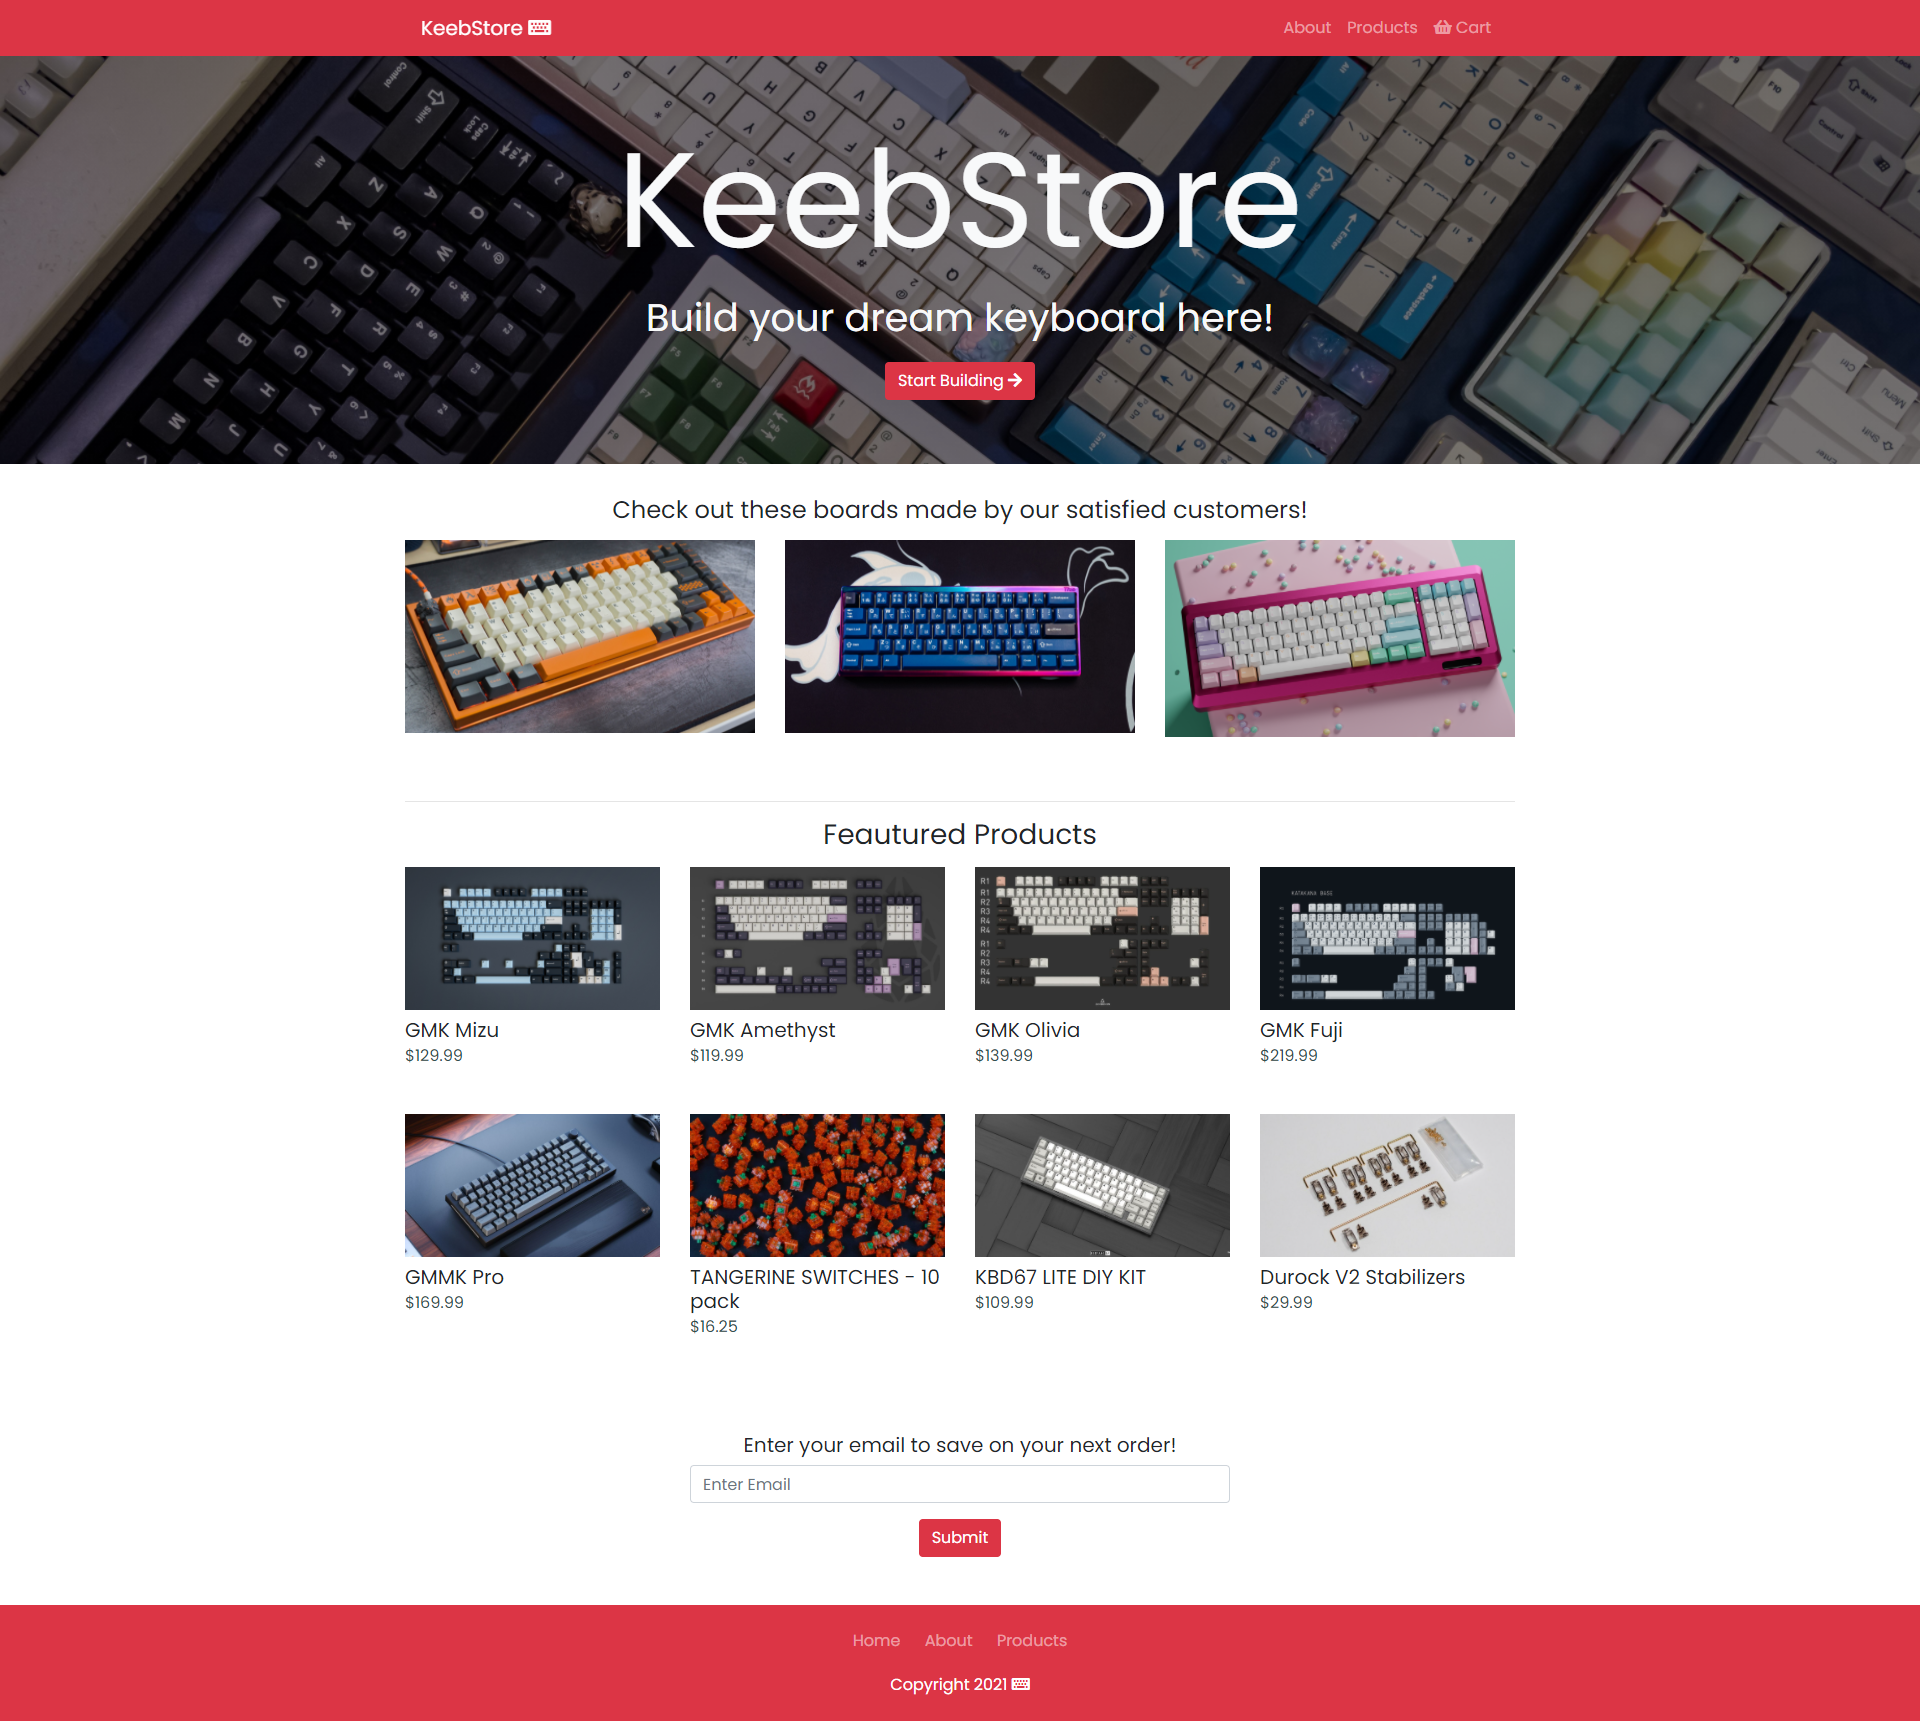 KeebStore
About Products Cart
KeebStore
Build your dream keyboard here!
Start Building
Check out these boards made by our satisfied customers!
Feautured Products
KATAKANA BASE
GMK Mizu
$129.99
GMK Amethyst
$119.99
GMK Olivia
$139.99
GMK Fuji
$219.99
GMMK Pro
$169.99
TANGERINE SWITCHES - 10
pack
$16.25
KBD67 LITE DIY KIT
$109.99
Durock V2 Stabilizers
$29.99
Enter your email to save on your next order!
Enter Email
Submit
Home About Products
Copyright 2021